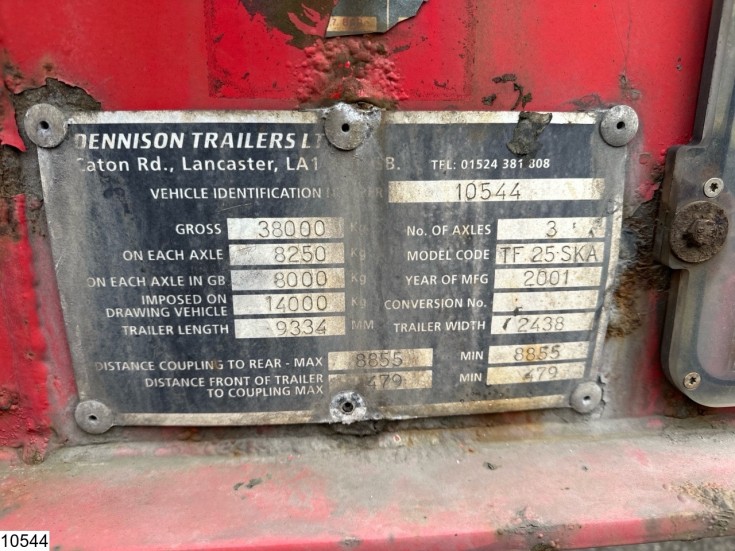 DENNISON TRAILERS
Caton Rd., Lancaster, LA1 B. TEL: 01524 381 808
VEHICLE IDENTIFICATION 10544
GROSS 38000 Kg No. OF AXLES 3
ON EACH AXLE 8250 Kg MODEL CODE TF 25 SKA
ON EACH AXLE IN GB 8000 Kg YEAR OF MFG 2001
IMPOSED ON
DRAWING VEHICLE 14000 Kg CONVERSION No.
TRAILER LENGTH 9334 MM TRAILER WIDTH 2438
DISTANCE COUPLING TO REAR - MAX 8855 MIN 8855
DISTANCE FRONT OF TRAILER
TO COUPLING MAX 479 MIN 479
10544